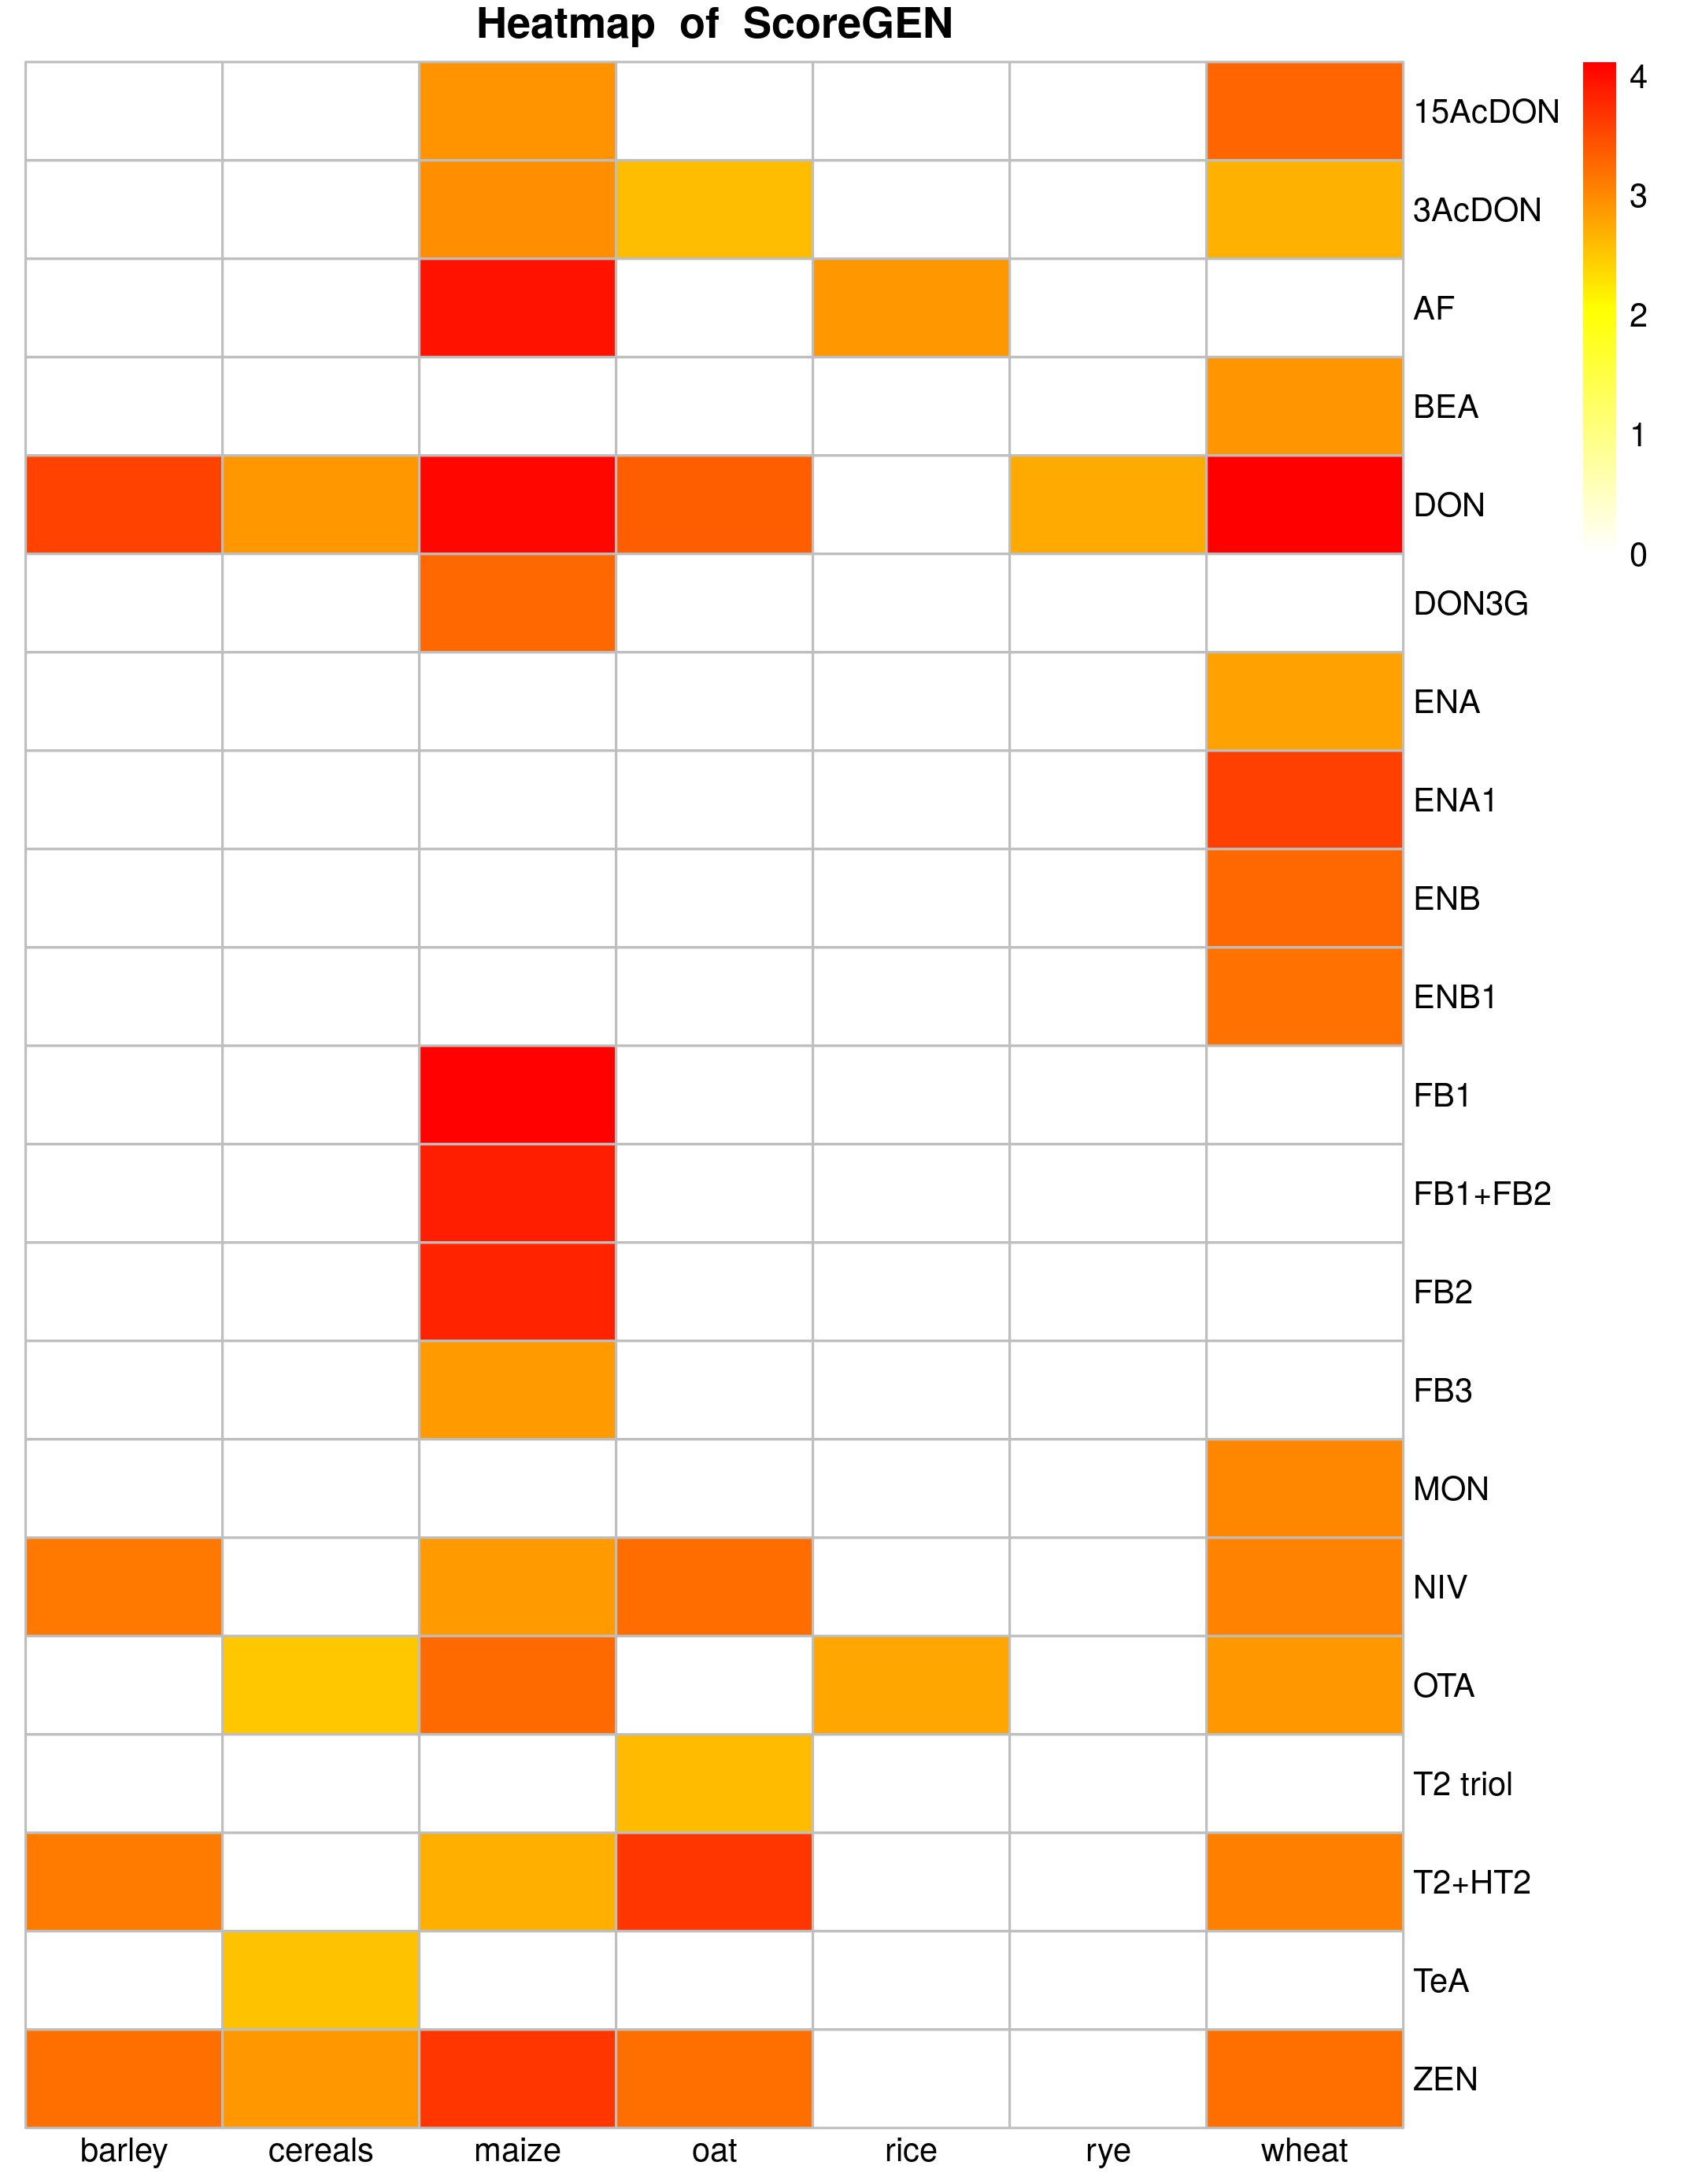 Heatmap of ScoreGEN
15AcDON
3AcDON
AF
BEA
DON
DON3G
ENA
ENA1
ENB
ENB1
FB1
FB1+FB2
FB2
FB3
MON
NIV
OTA
T2 triol
T2+HT2
TeA
ZEN
4
3
2
1
0
barley cereals maize oat rice rye wheat